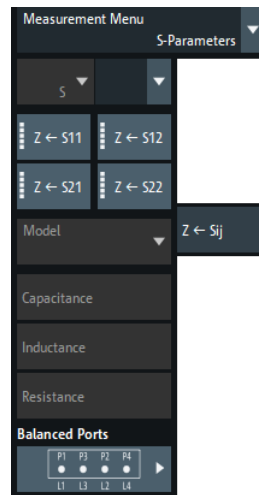 Measurement Menu
S-Parameters
S
Z ← S11
Z ← S12
Z ← S21
Z ← S22
Model
Z ← Sij
Capacitance
Inductance
Resistance
Balanced Ports
P1 P3 P2 P4
L1 L3 L2 L4